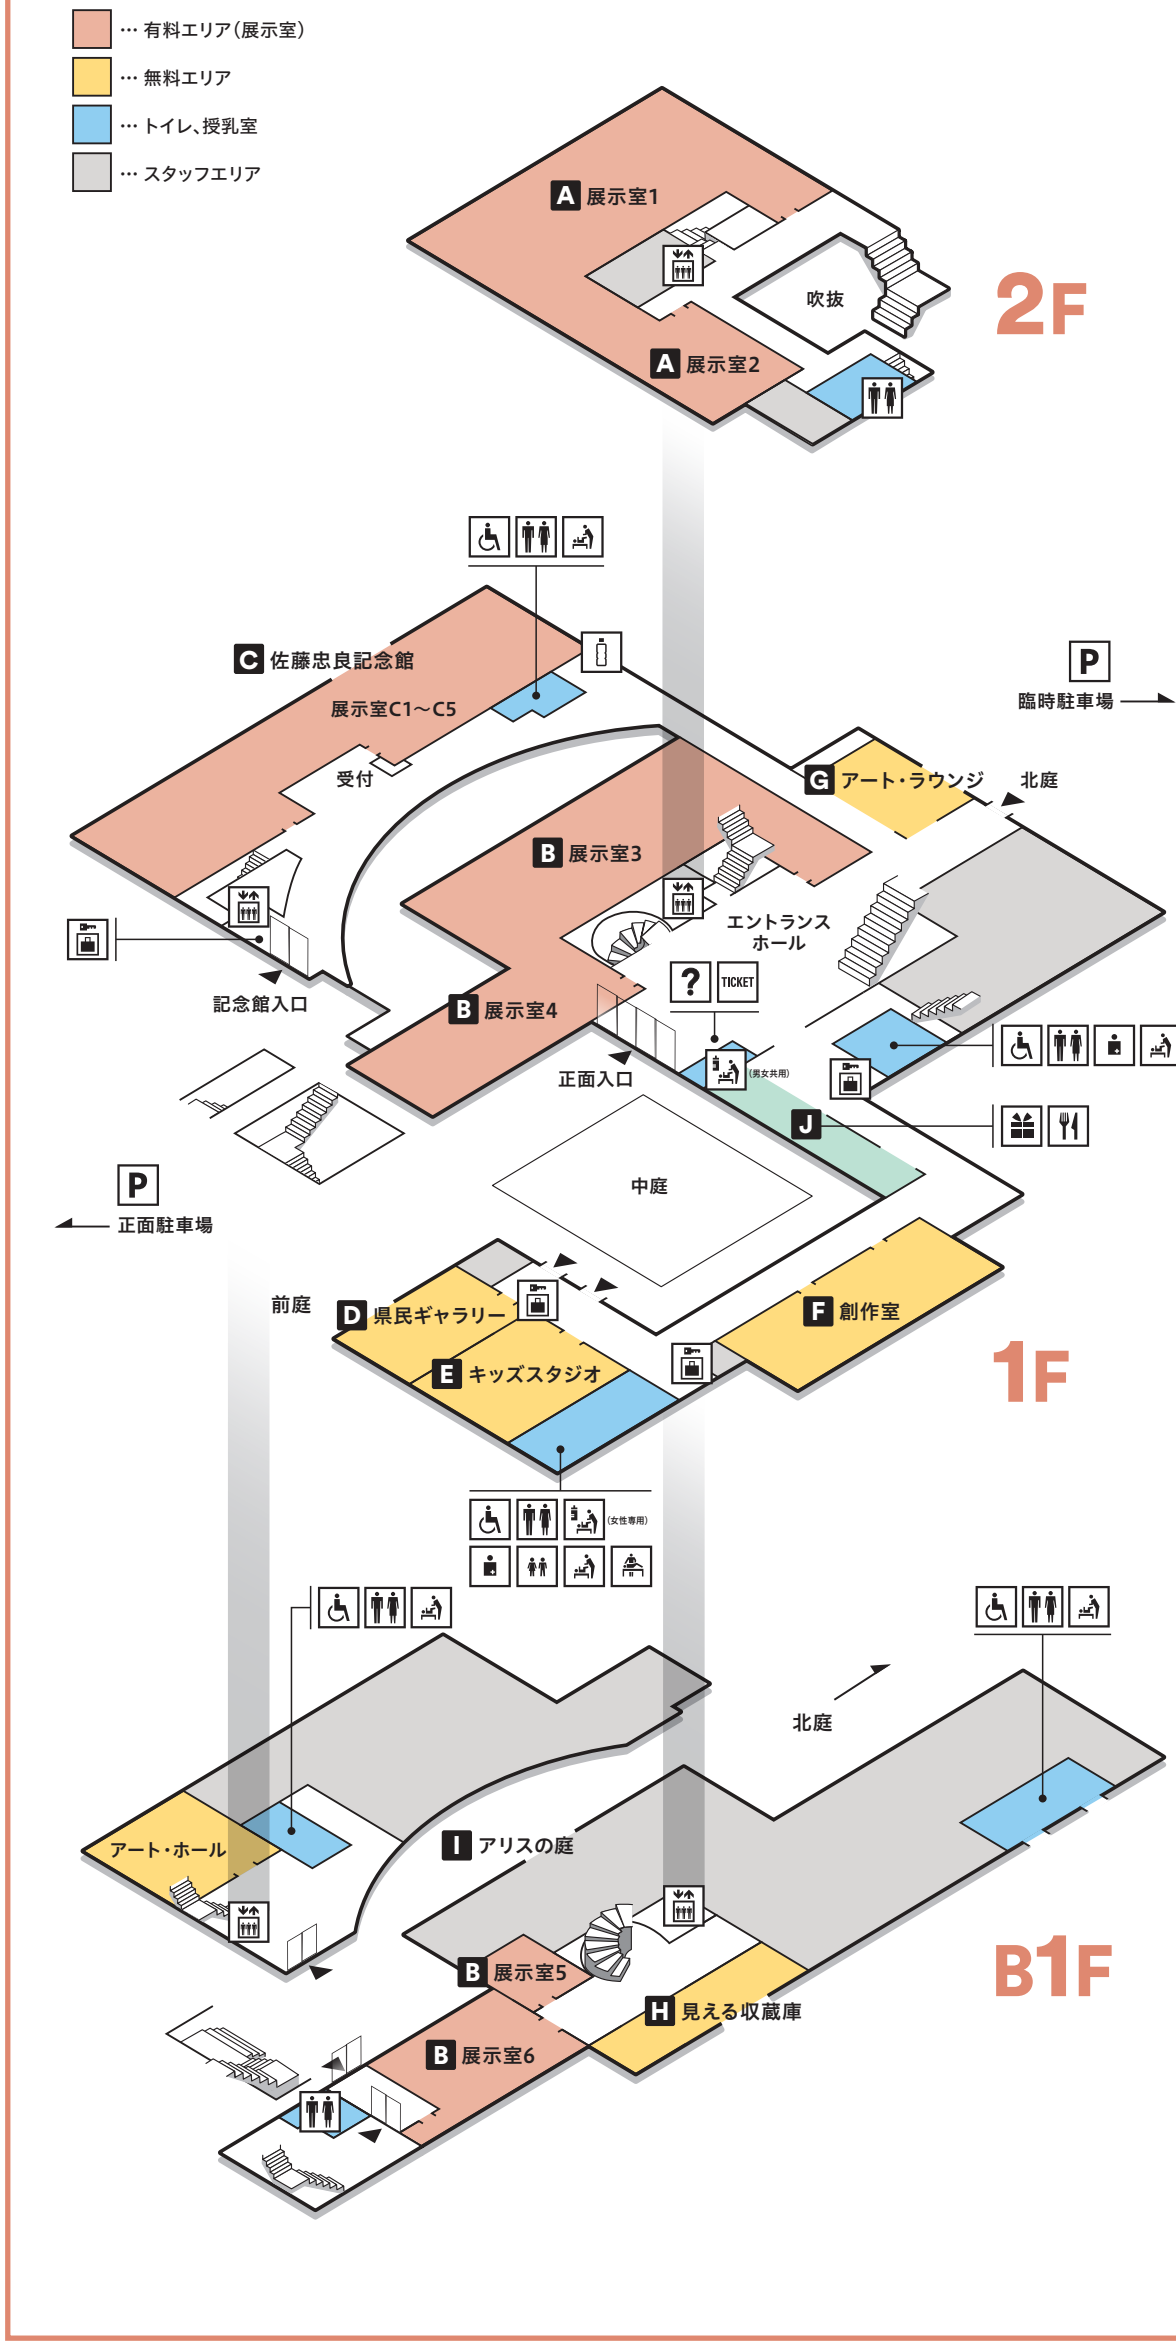 … 有料エリア(展示室)
… 無料エリア
… トイレ、授乳室
… スタッフエリア
A 展示室1
吹抜
2F
A 展示室2
C 佐藤忠良記念館
展示室C1〜C5
受付
P
臨時駐車場
G アート・ラウンジ
北庭
B 展示室3
エントランス
ホール
? TICKET
記念館入口
B 展示室4
正面入口
(男女共用)
J
P
正面駐車場
中庭
前庭
D 県民ギャラリー
F 創作室
E キッズスタジオ
1F
(女性専用)
北庭
アート・ホール
I アリスの庭
B 展示室5
B1F
H 見える収蔵庫
B 展示室6